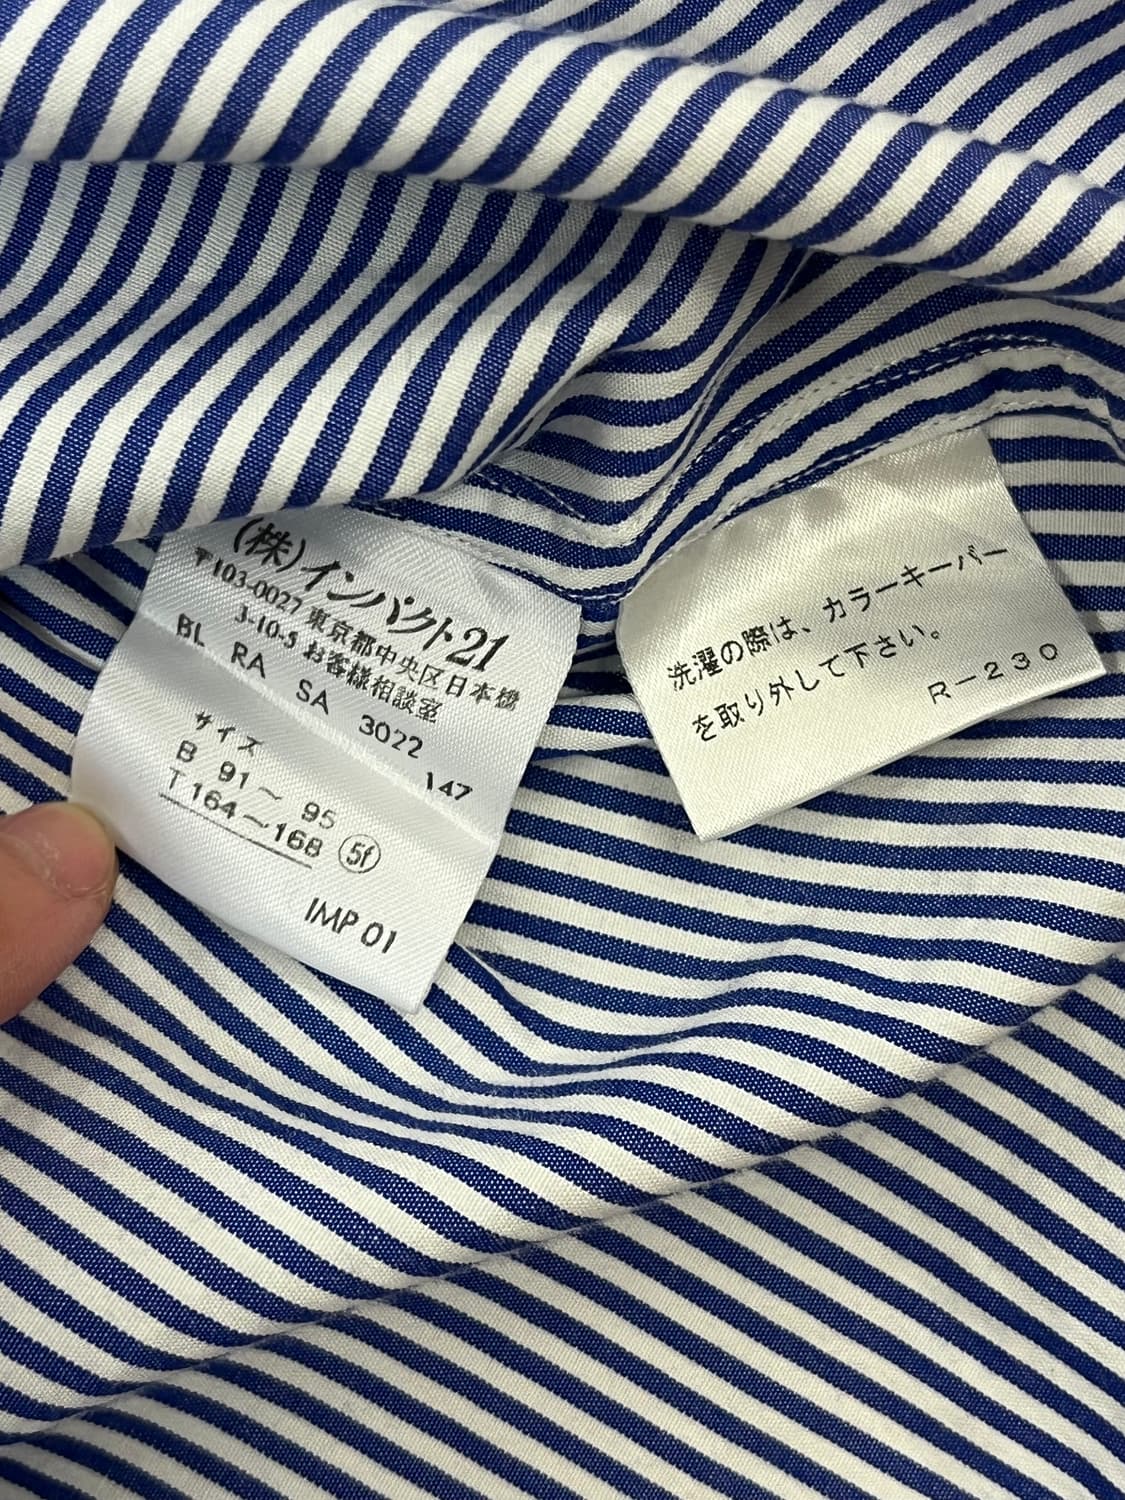 (株)インパクト21
〒103-0027 東京都中央区日本橋
3-10-5 お客様相談室
BL RA SA 3022
147
サイズ
B 91〜95
T 164〜168 5f
IMP 01
洗濯の際は、カラーキーパー
を取り外して下さい。
R-230